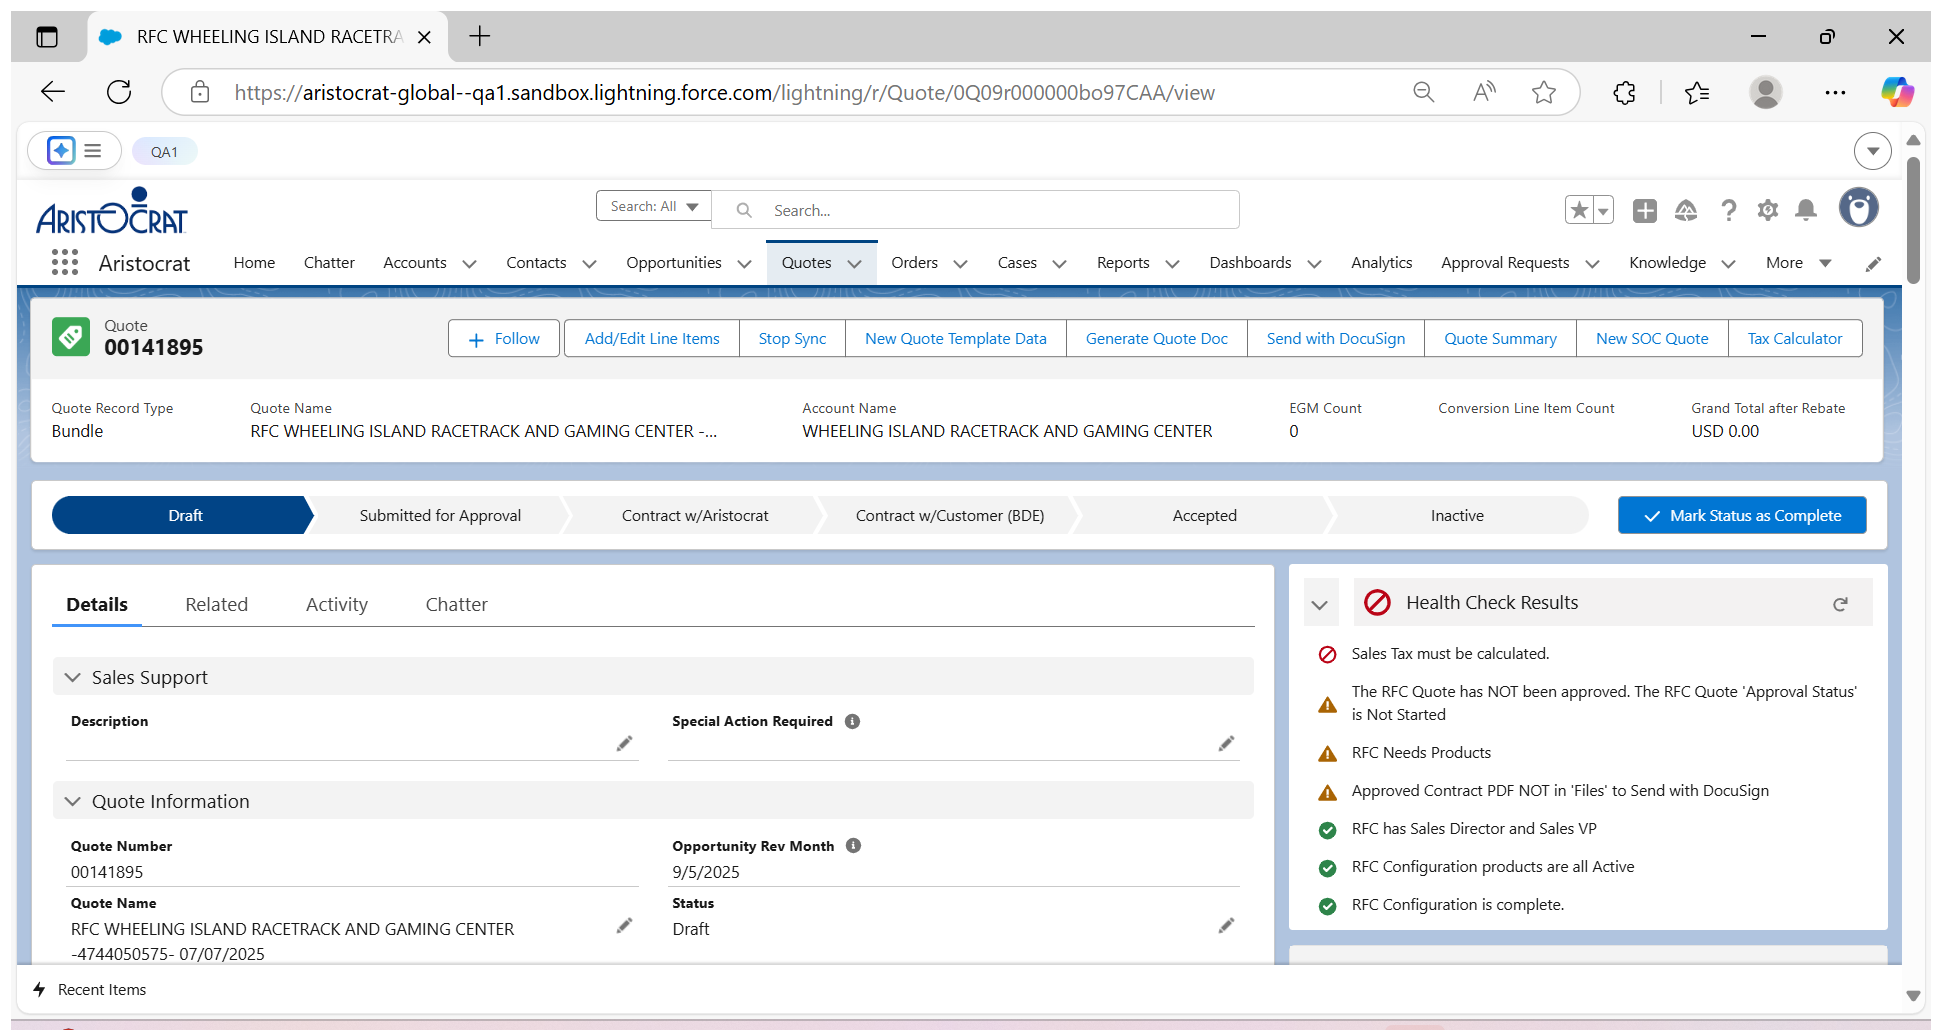 RFC WHEELING ISLAND RACETRA
https://aristocrat-global--qa1.sandbox.lightning.force.com/lightning/r/Quote/0Q09r000000bo97CAA/view
QA1
ARISTOCRAT
Search: All
Search...
Aristocrat
Home
Chatter
Accounts
Contacts
Opportunities
Quotes
Orders
Cases
Reports
Dashboards
Analytics
Approval Requests
Knowledge
More
Quote
00141895
Follow
Add/Edit Line Items
Stop Sync
New Quote Template Data
Generate Quote Doc
Send with DocuSign
Quote Summary
New SOC Quote
Tax Calculator
Quote Record Type
Bundle
Quote Name
RFC WHEELING ISLAND RACETRACK AND GAMING CENTER -...
Account Name
WHEELING ISLAND RACETRACK AND GAMING CENTER
EGM Count
0
Conversion Line Item Count
Grand Total after Rebate
USD 0.00
Draft
Submitted for Approval
Contract w/Aristocrat
Contract w/Customer (BDE)
Accepted
Inactive
Mark Status as Complete
Details
Related
Activity
Chatter
Sales Support
Description
Special Action Required
Quote Information
Quote Number
00141895
Opportunity Rev Month
9/5/2025
Quote Name
RFC WHEELING ISLAND RACETRACK AND GAMING CENTER
-4744050575- 07/07/2025
Status
Draft
Health Check Results
Sales Tax must be calculated.
The RFC Quote has NOT been approved. The RFC Quote 'Approval Status'
is Not Started
RFC Needs Products
Approved Contract PDF NOT in 'Files' to Send with DocuSign
RFC has Sales Director and Sales VP
RFC Configuration products are all Active
RFC Configuration is complete.
Recent Items